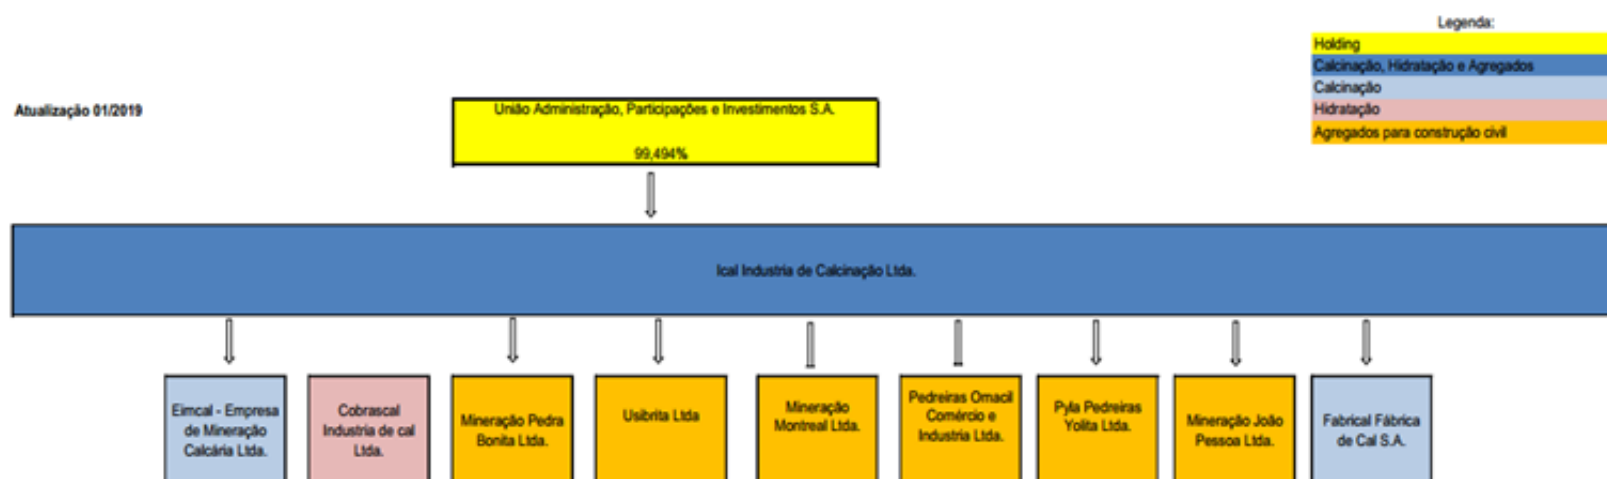 Legenda:
Holding
Calcinação, Hidratação e Agregados
Calcinação
Hidratação
Agregados para construção civil
Atualização 01/2019
União Administração, Participações e Investimentos S.A.
99,494%
Ical Industria de Calcinação Ltda.
Eimcal - Empresa
de Mineração
Calcária Ltda.
Cobrascal
Industria de cal
Ltda.
Mineração Pedra
Bonita Ltda.
Usibrita Ltda
Mineração
Montreal Ltda.
Pedreiras Omacil
Comércio e
Industria Ltda.
Pyla Pedreiras
Yolita Ltda.
Mineração João
Pessoa Ltda.
Fabrical Fábrica
de Cal S.A.